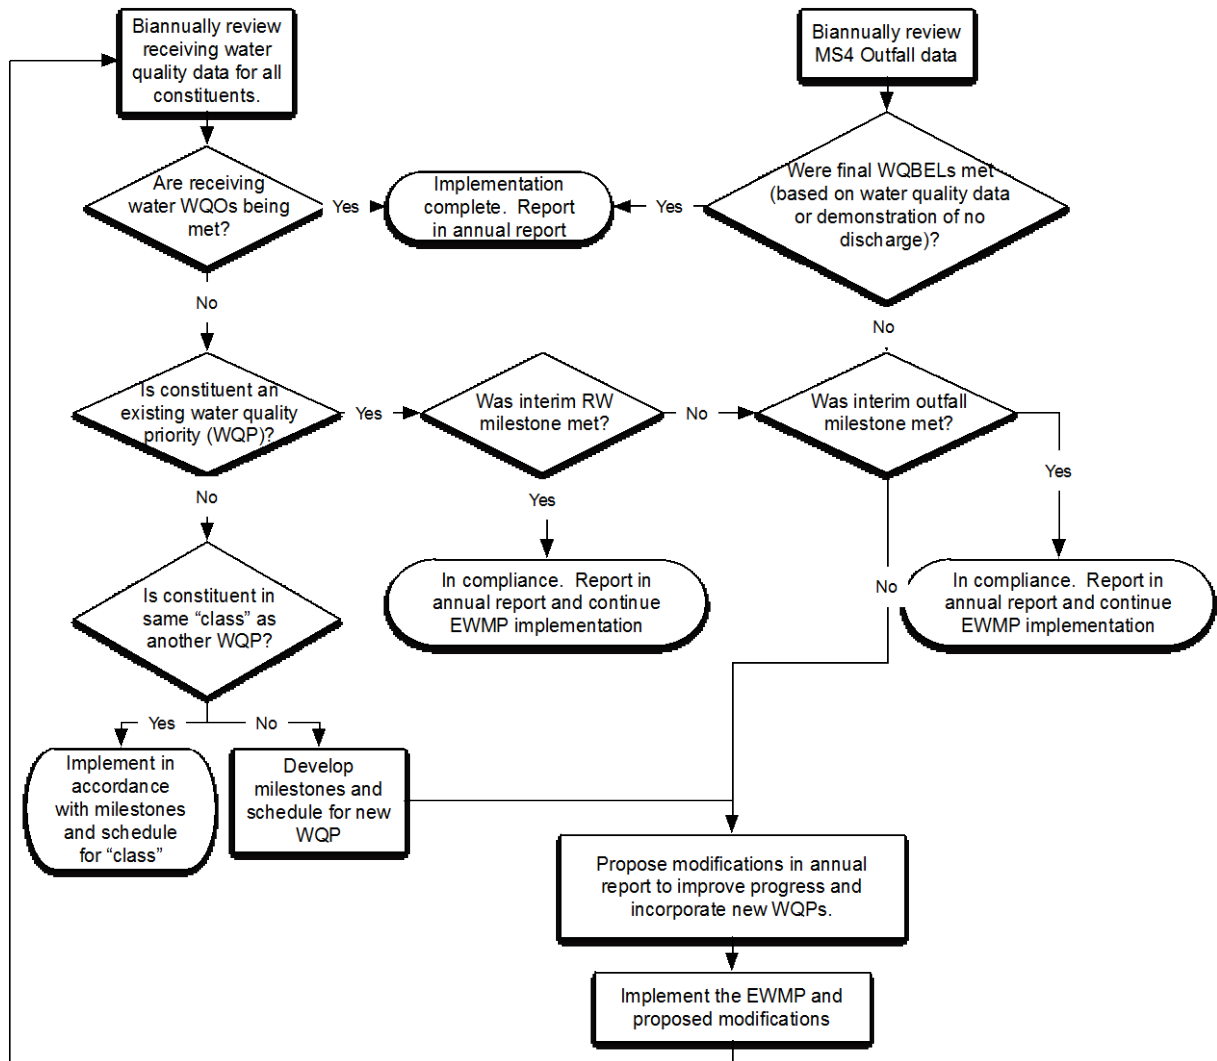 Biannually review
receiving water
quality data for all
constituents.
Biannually review
MS4 Outfall data
Are receiving
water WQOs being
met?
Yes
Implementation
complete.  Report
in annual report
Yes
Were final WQBELs met
(based on water quality data
or demonstration of no
discharge)?
No
No
Is constituent an
existing water quality
priority (WQP)?
Yes
Was interim RW
milestone met?
No
Was interim outfall
milestone met?
No
Yes
Yes
Is constituent in
same “class” as
another WQP?
In compliance.  Report in
annual report and continue
EWMP implementation
No
In compliance.  Report in
annual report and continue
EWMP implementation
Yes
No
Implement in
accordance
with milestones
and schedule
for “class”
Develop
milestones and
schedule for new
WQP
Propose modifications in annual
report to improve progress and
incorporate new WQPs.
Implement the EWMP and
proposed modifications